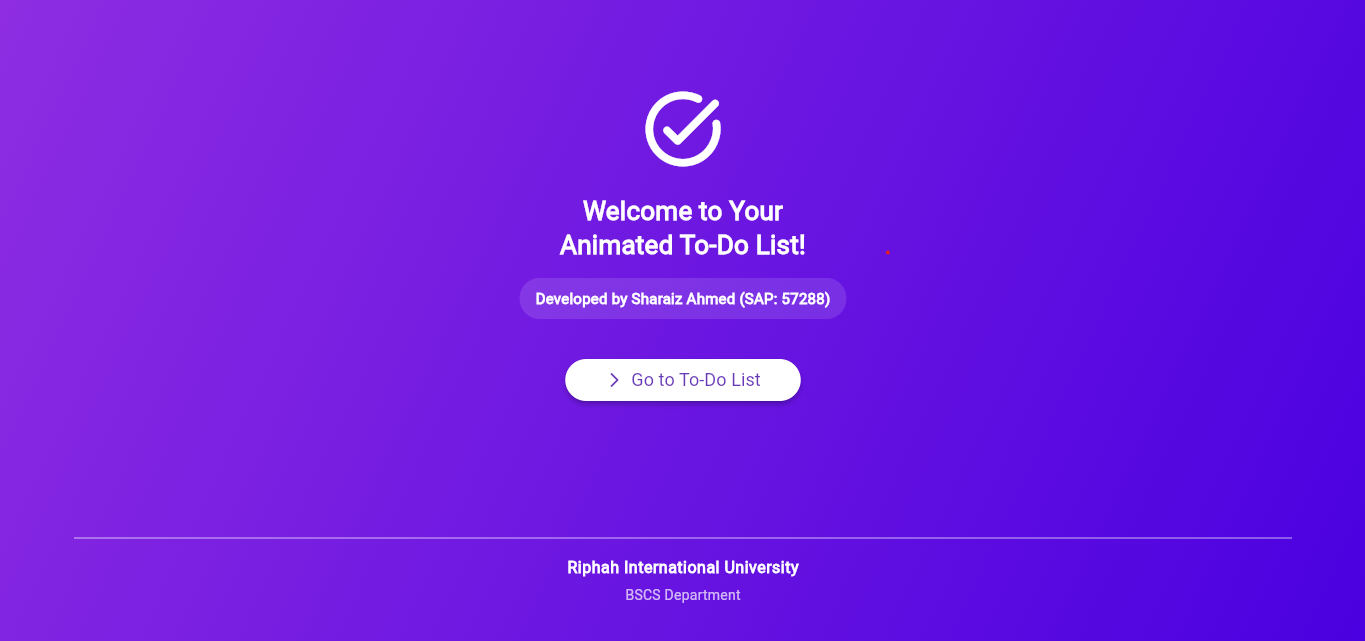 Welcome to Your
Animated To-Do List!
Developed by Sharaiz Ahmed (SAP: 57288)
Go to To-Do List
Riphah International University
BSCS Department